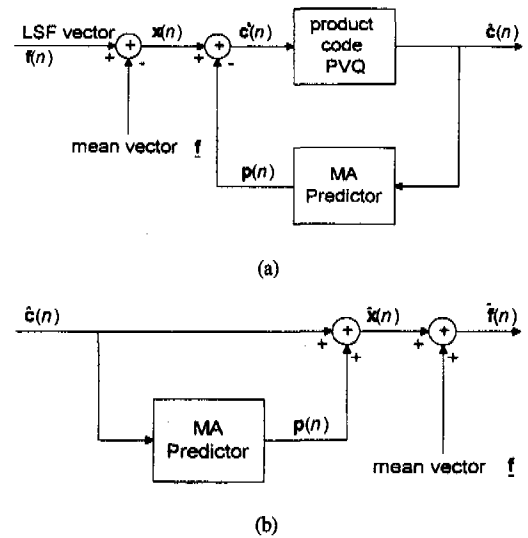 LSF vector
f(n)
+
+
-
x(n)
+
+
-
c'(n)
product
code
PVQ
ĉ(n)
mean vector f
p(n)
MA
Predictor
(a)
ĉ(n)
MA
Predictor
p(n)
+
+
+
x̂(n)
+
+
+
f̂(n)
mean vector f
(b)